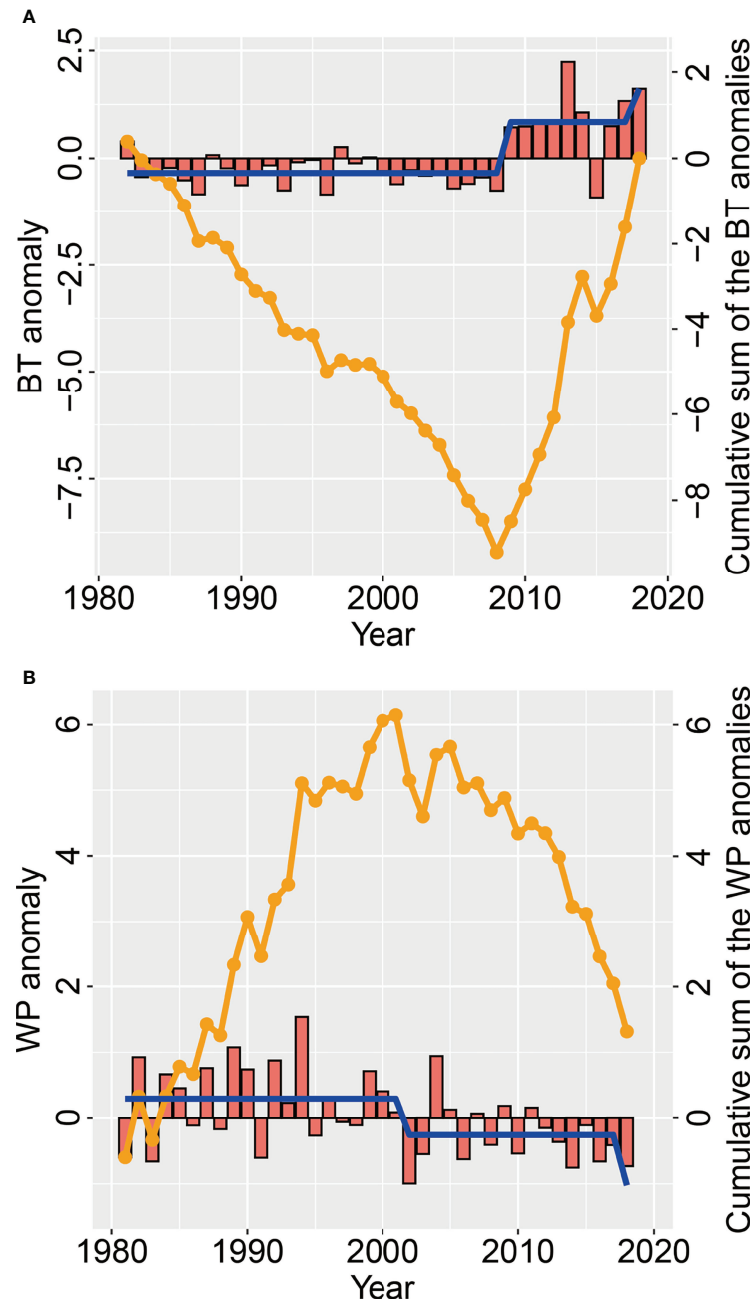 A
BT anomaly
2.5
0.0
−2.5
−5.0
−7.5
2
0
−2
−4
−6
−8
Cumulative sum of the BT anomalies
1980 1990 2000 2010 2020
Year
B
WP anomaly
6
4
2
0
6
4
2
0
Cumulative sum of the WP anomalies
1980 1990 2000 2010 2020
Year